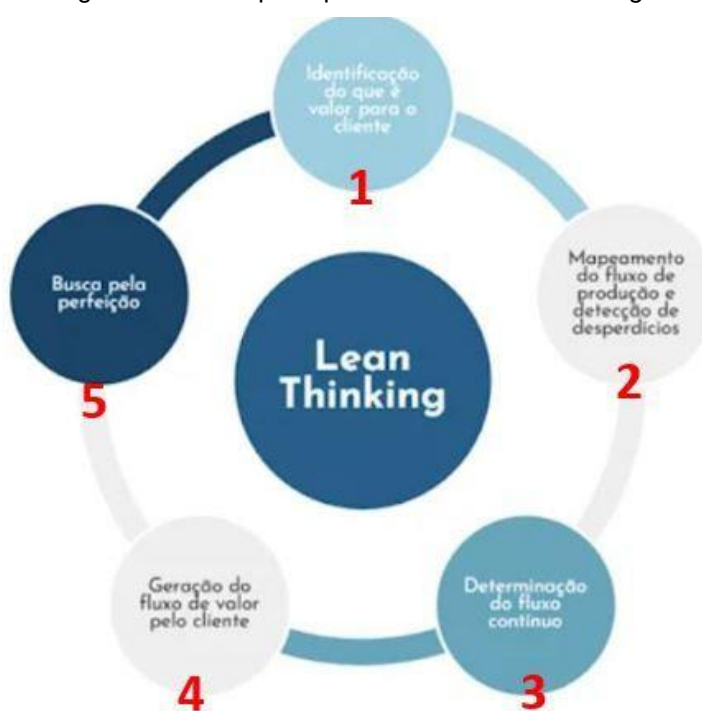 Identificação
do que é
valor para o
cliente
1
Mapeamento
do fluxo de
produção e
detecção de
desperdícios
2
Busca pela
perfeição
5
Lean
Thinking
Geração do
fluxo de valor
pelo cliente
4
Determinação
do fluxo
contínuo
3